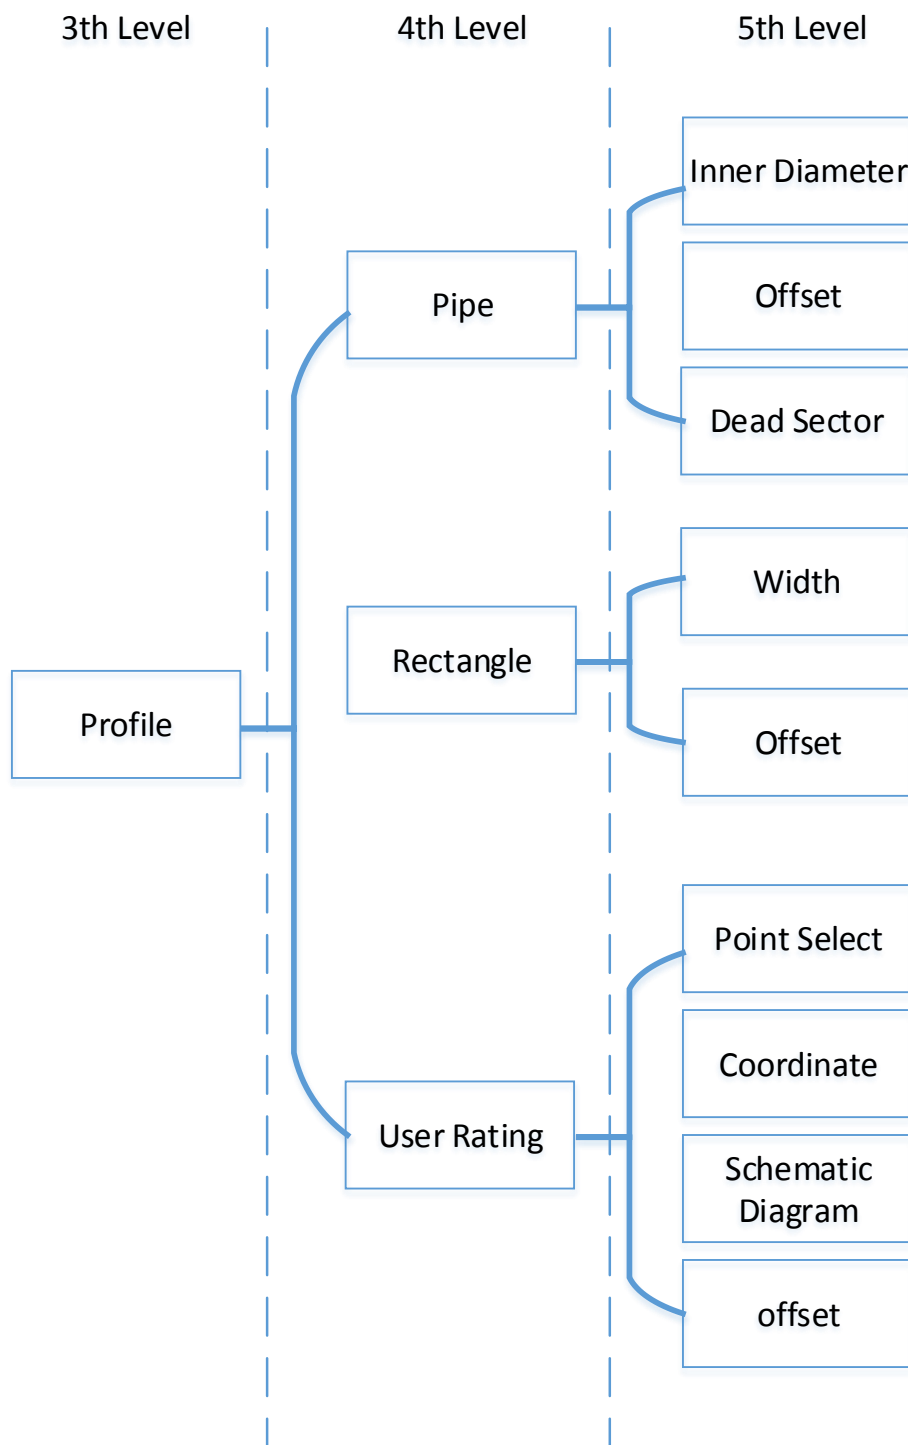 3th Level
4th Level
5th Level
Inner Diameter
Pipe
Offset
Dead Sector
Width
Rectangle
Profile
Offset
Point Select
Coordinate
User Rating
Schematic
Diagram
offset